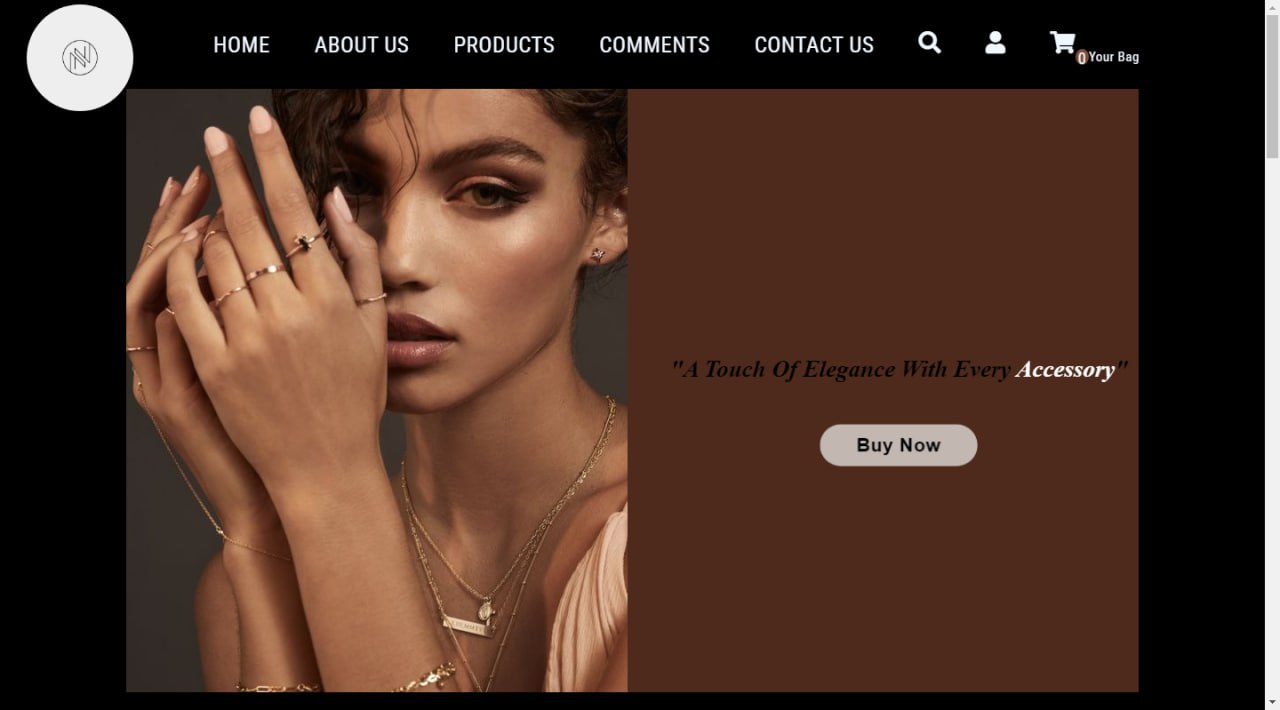 HOME ABOUT US PRODUCTS COMMENTS CONTACT US
0 Your Bag
"A Touch Of Elegance With Every Accessory"
Buy Now